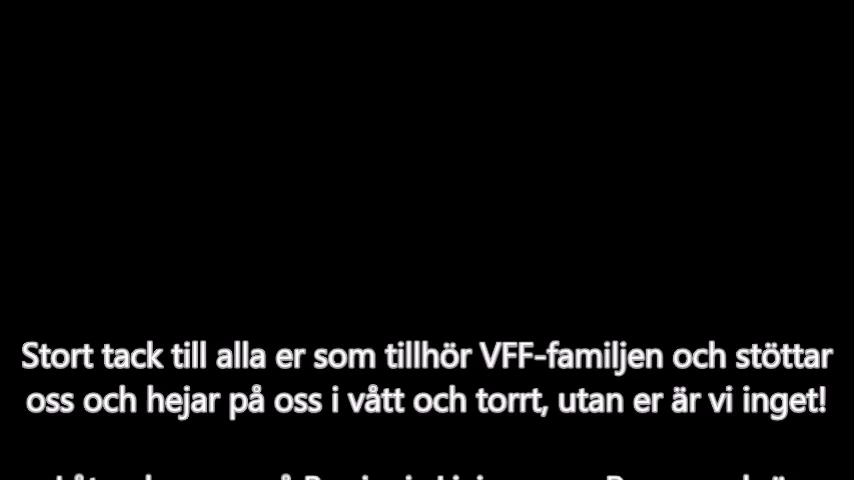 Stort tack till alla er som tillhör VFF-familjen och stöttar
oss och hejar på oss i vått och torrt, utan er är vi inget!